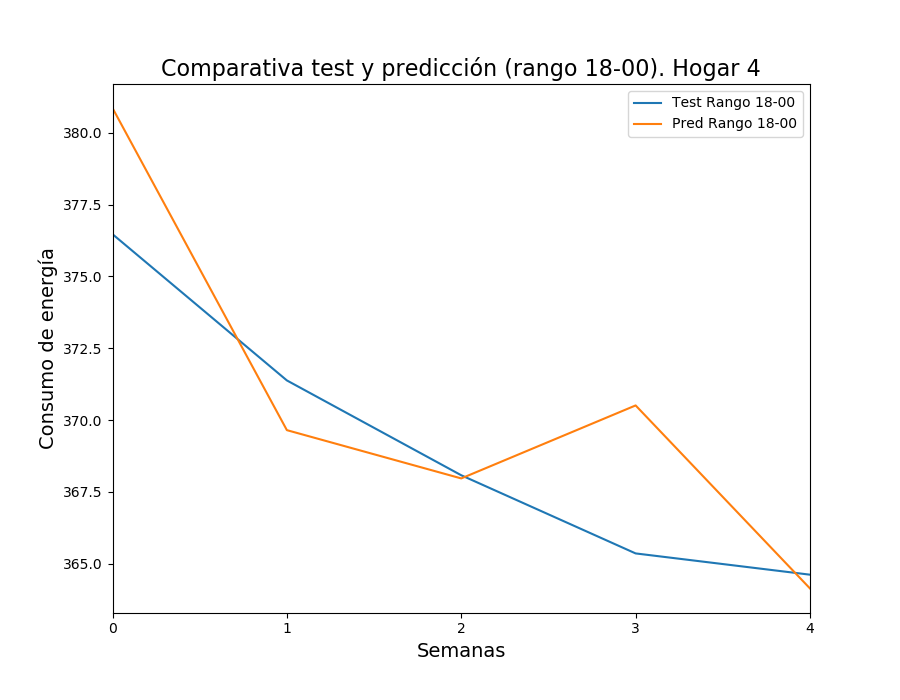 Comparativa test y predicción (rango 18-00). Hogar 4
Test Rango 18-00
Pred Rango 18-00
Consumo de energía
380.0
377.5
375.0
372.5
370.0
367.5
365.0
0 1 2 3 4
Semanas